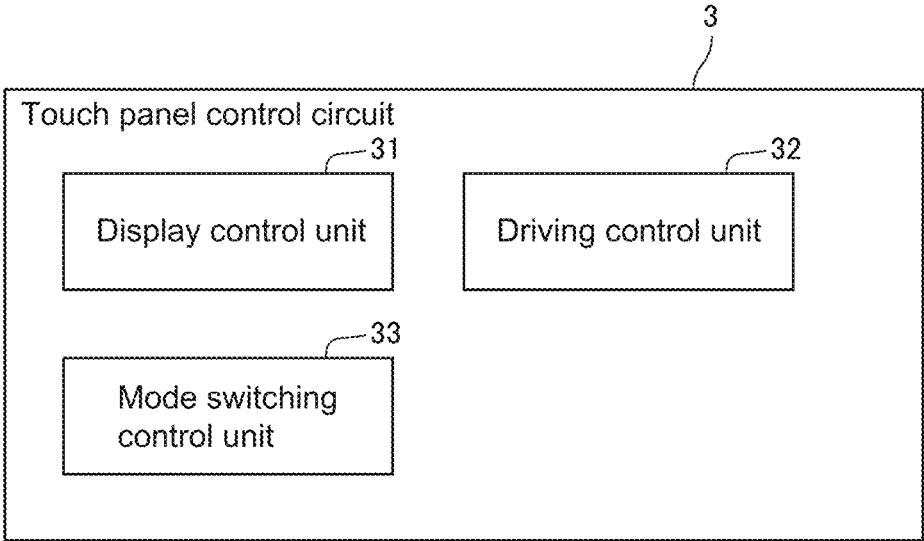 3
Touch panel control circuit
31
32
Display control unit
Driving control unit
33
Mode switching
control unit